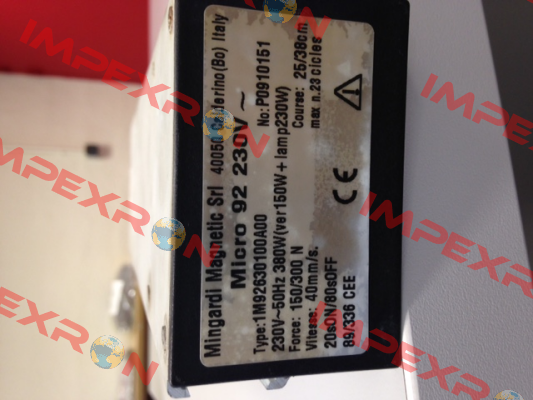 Mingardi Magnetic Srl 40050 Calderino(Bo) Italy
Micro 92 230V ~
Type:1M92630100A00 No: P0910151
230V~50Hz 380W(ver150W + lamp230W)
Force: 150/300 N Course: 25/38cm
Vitesse: 40mm/s. max n.23 cicles
20sON/80sOFF
89/336 CEE
CE
IMPEXRON
IMPEXRON
IMPEXRON
IMPEXRON